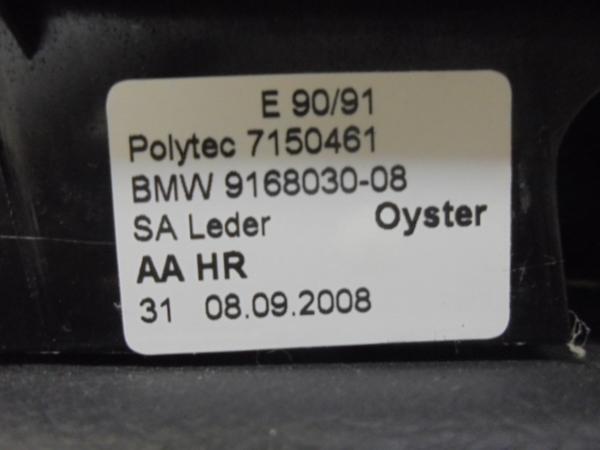 E 90/91
Polytec 7150461
BMW 9168030-08
SA Leder Oyster
AA HR
31 08.09.2008